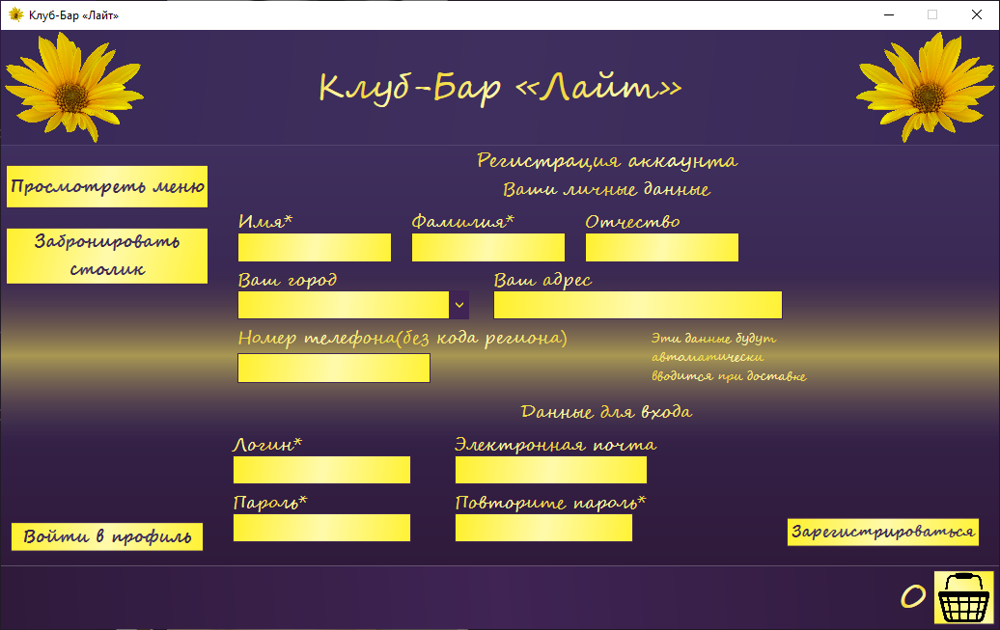 Клуб-Бар «Лайт»
Клуб-Бар «Лайт»
Просмотреть меню
Забронировать
столик
Войти в профиль
Регистрация аккаунта
Ваши личные данные
Имя*
Фамилия*
Отчество
Ваш город
Ваш адрес
Номер телефона(без кода региона)
Эти данные будут
автоматически
вводится при доставке
Данные для входа
Логин*
Электронная почта
Пароль*
Повторите пароль*
Зарегистрироваться
0